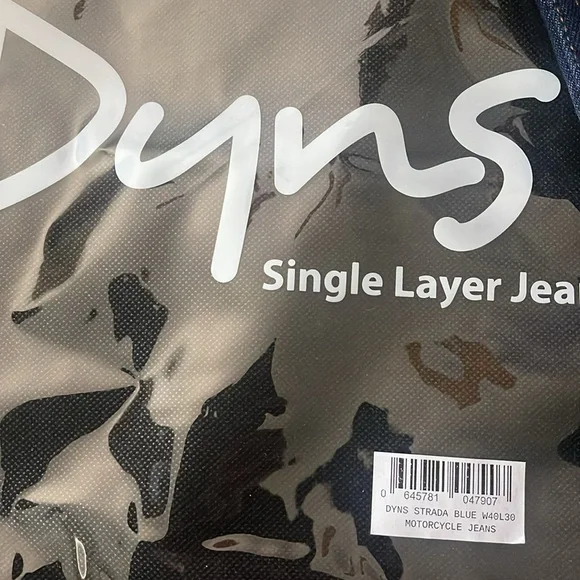 Dyns
Single Layer Jea
0 645781 047907
DYNS STRADA BLUE W40L30
MOTORCYCLE JEANS